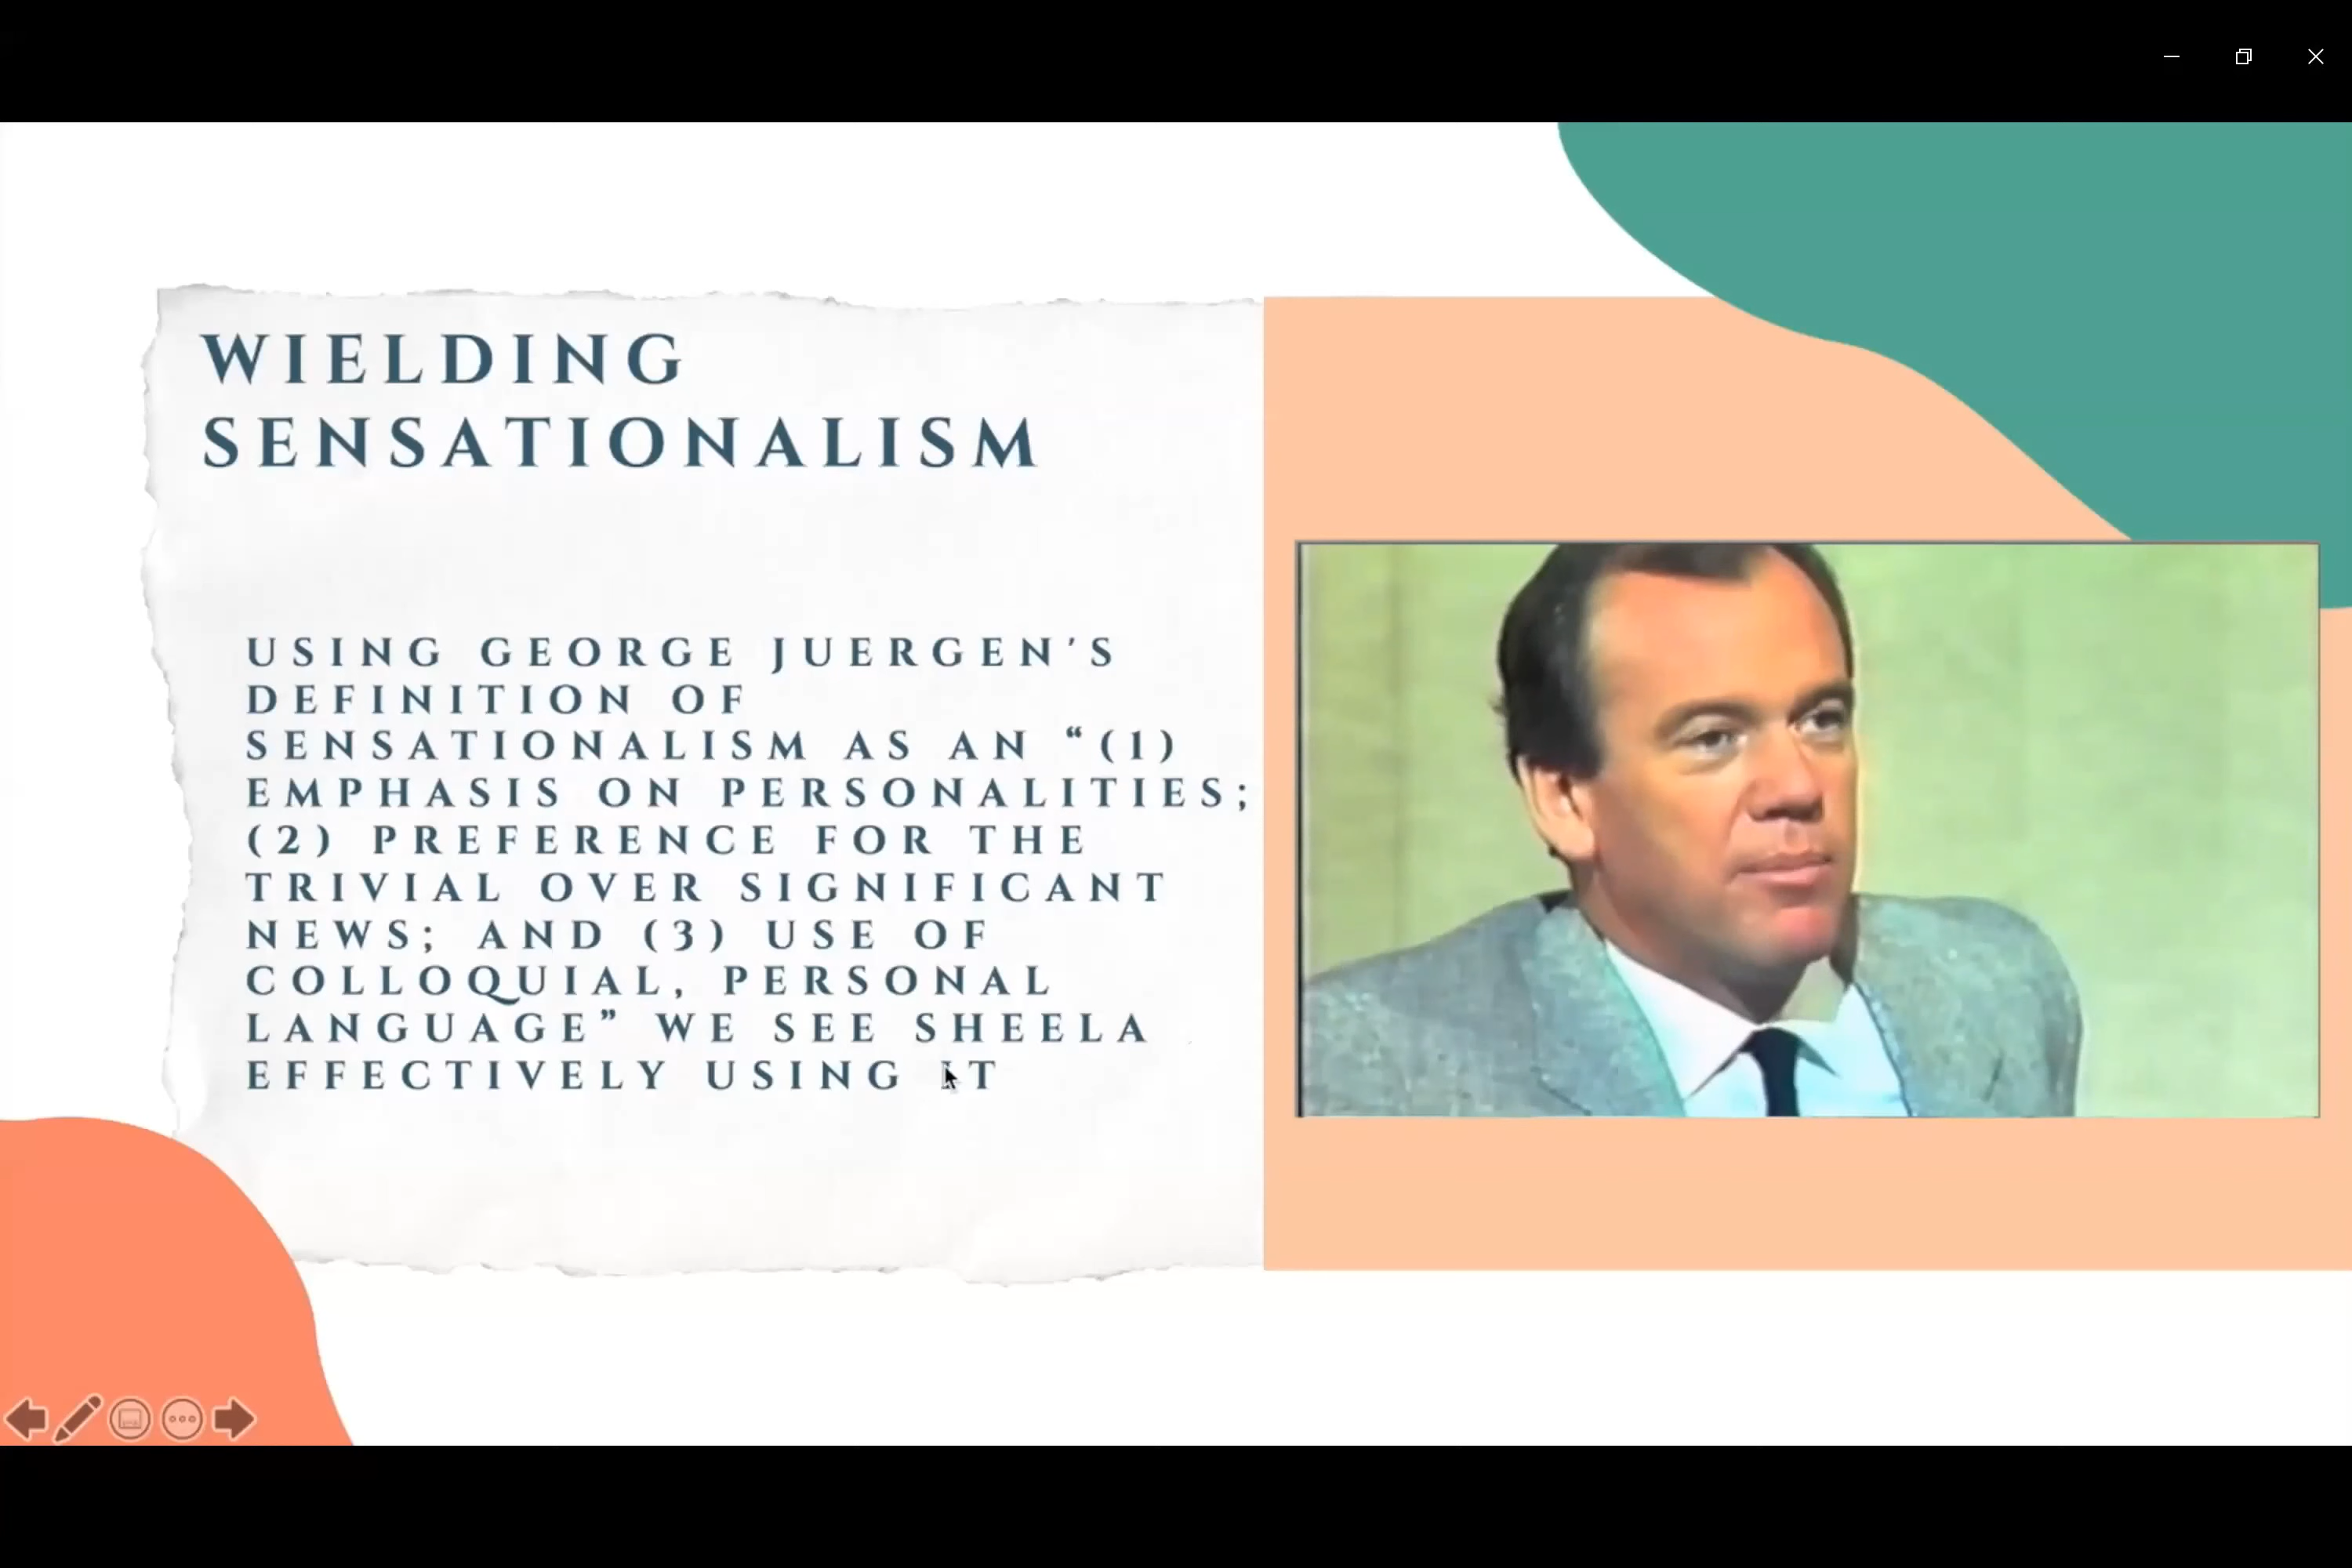 WIELDING
SENSATIONALISM
USING GEORGE JUERGEN'S
DEFINITION OF
SENSATIONALISM AS AN “(1)
EMPHASIS ON PERSONALITIES;
(2) PREFERENCE FOR THE
TRIVIAL OVER SIGNIFICANT
NEWS; AND (3) USE OF
COLLOQUIAL, PERSONAL
LANGUAGE” WE SEE SHEELA
EFFECTIVELY USING IT